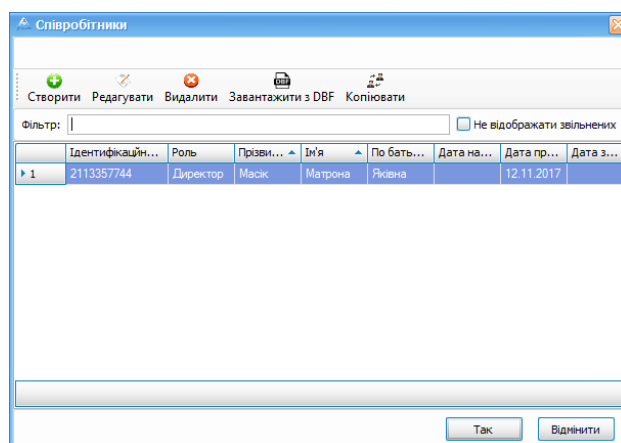 Співробітники
Створити Редагувати Видалити Завантажити з DBF Копіювати
Фільтр: Не відображати звільнених
Ідентифікаційн... Роль Прізви... Ім'я По бать... Дата на... Дата пр... Дата з...
1 2113357744 Директор Масік Матрона Яківна 12.11.2017
Так Відмінити